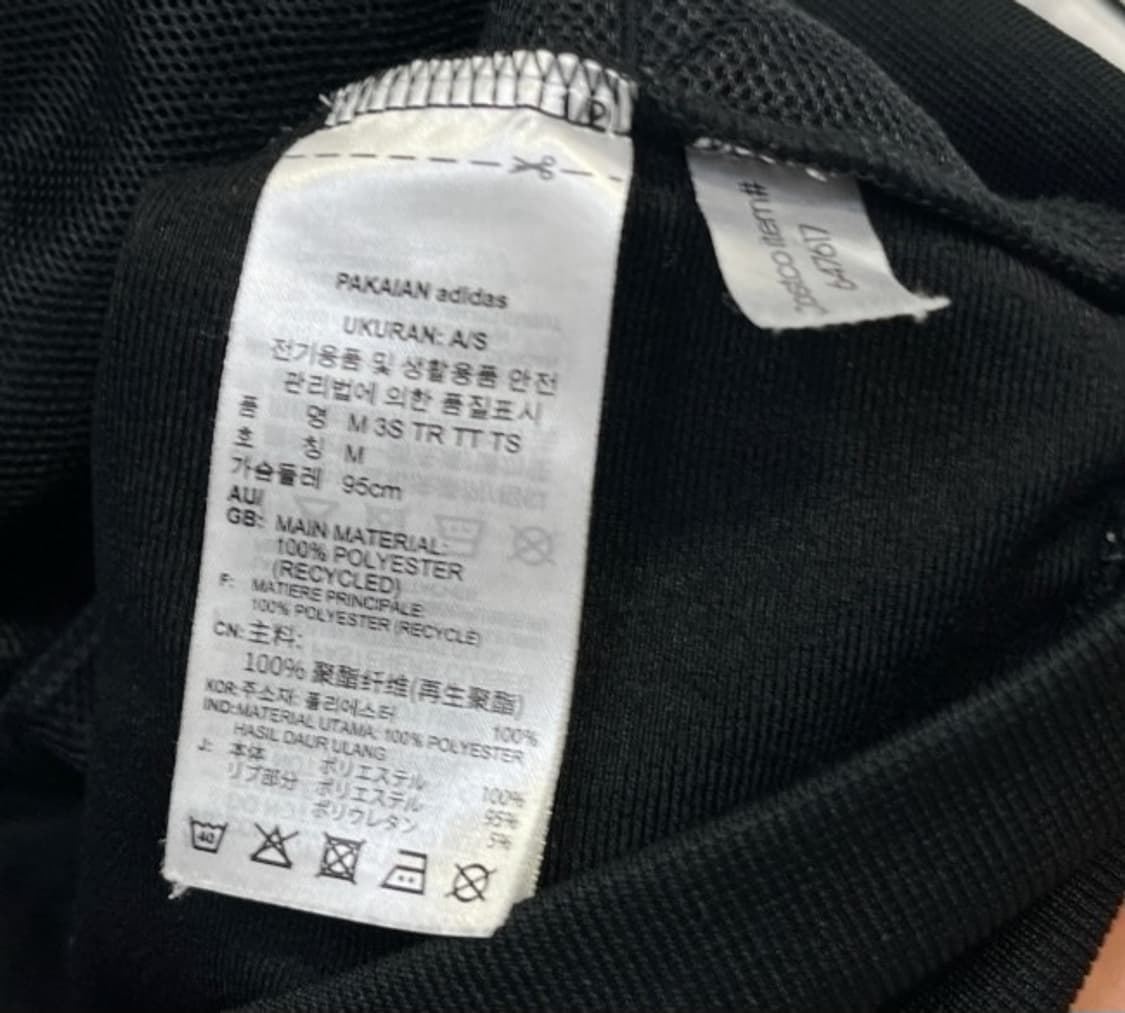 PAKAIAN adidas
UKURAN: A/S
전기용품 및 생활용품 안전
관리법에 의한 품질표시
품 명 M 3S TR TT TS
호 칭 M
가슴둘레 95cm
AU/
GB: MAIN MATERIAL:
100% POLYESTER
(RECYCLED)
F: MATIERE PRINCIPALE:
100% POLYESTER (RECYCLÉ)
CN: 主料:
100% 聚酯纤维(再生聚酯)
KOR: 주소재: 폴리에스터 100%
IND: MATERIAL UTAMA: 100% POLYESTER
HASIL DAUR ULANG
J: 本体 ポリエステル 100%
リブ部分 ポリエステル 95%
ポリウレタン 5%
40
item#
647617